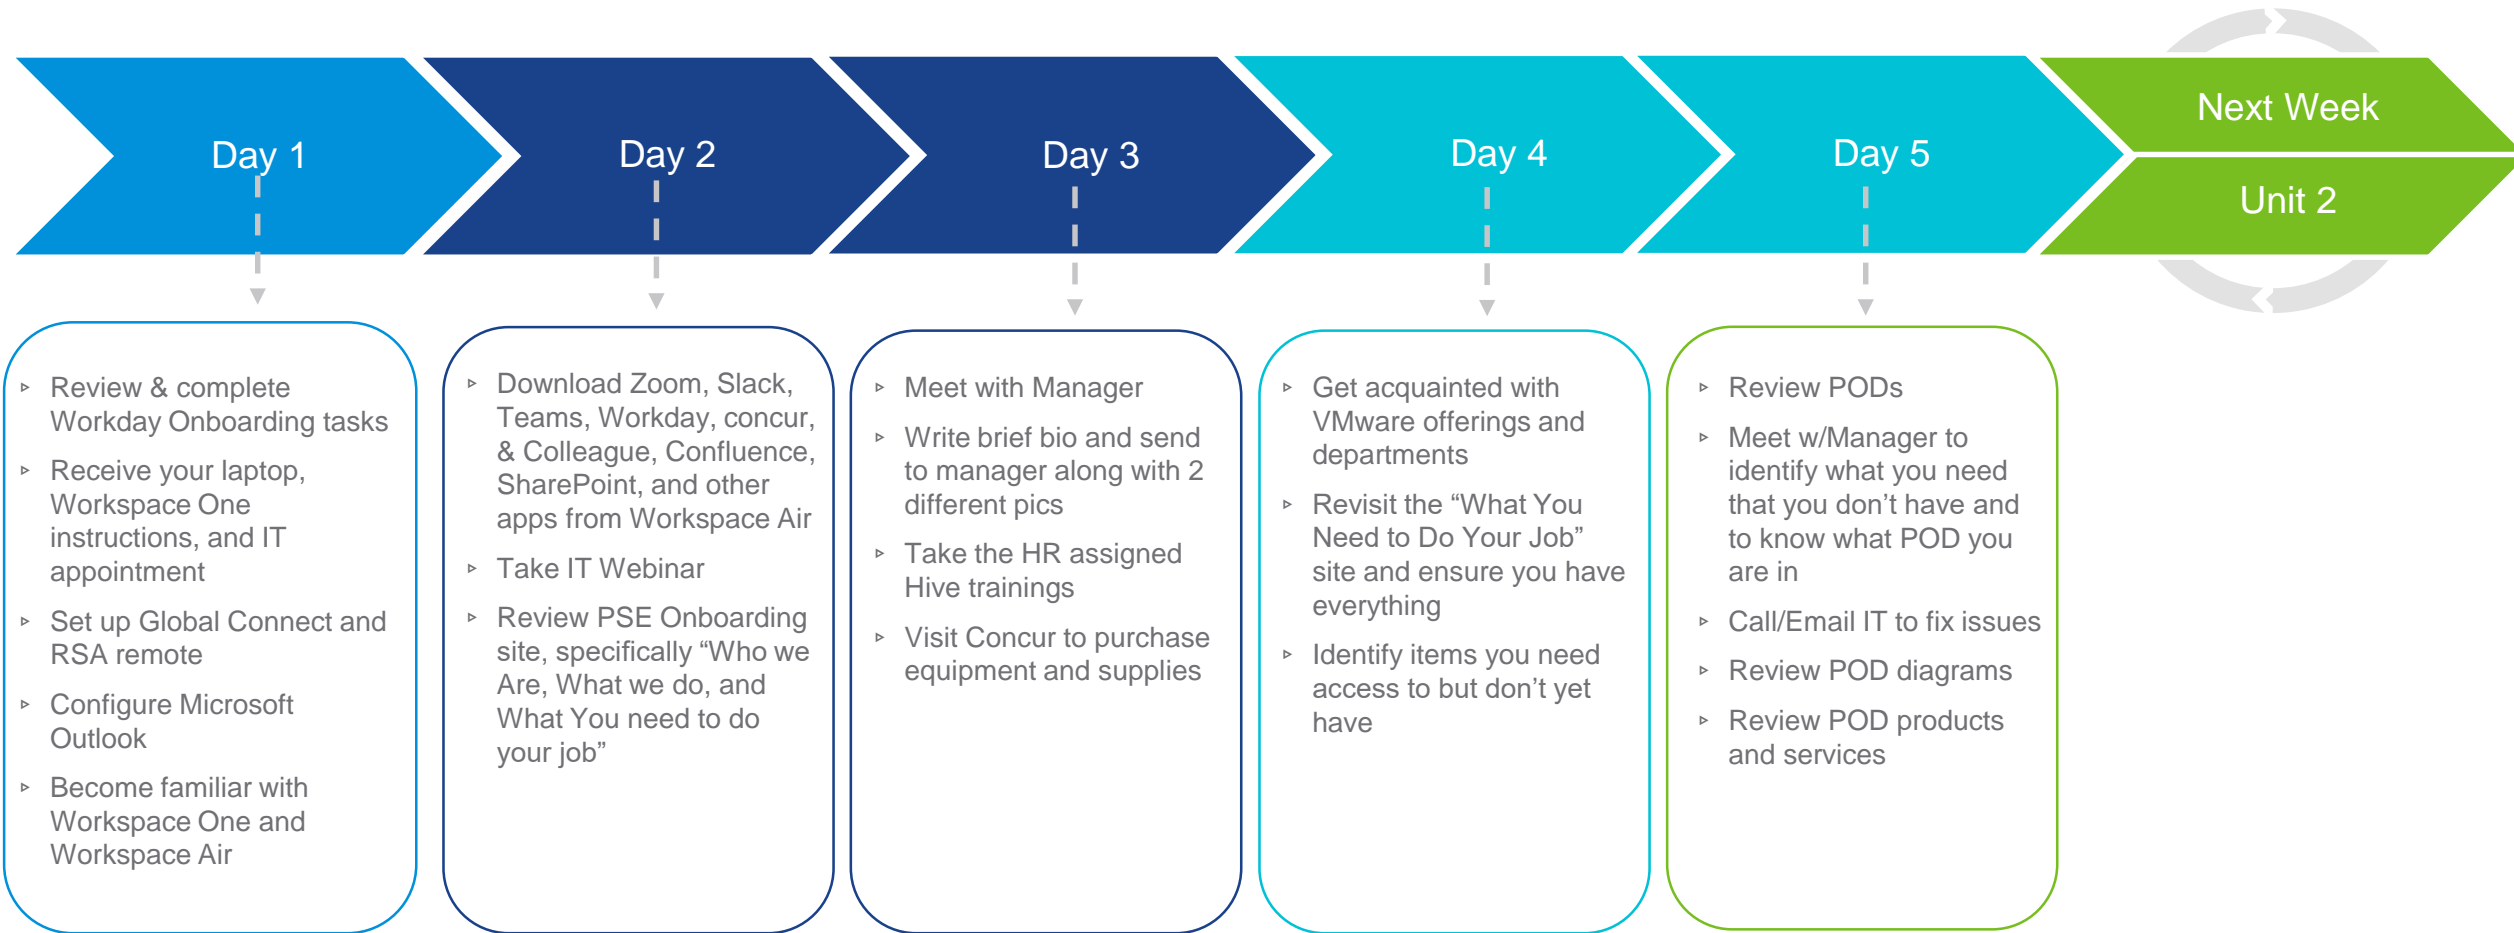 Day 1
Day 2
Day 3
Day 4
Day 5
Next Week
Unit 2
▹ Review & complete
Workday Onboarding tasks
▹ Receive your laptop,
Workspace One
instructions, and IT
appointment
▹ Set up Global Connect and
RSA remote
▹ Configure Microsoft
Outlook
▹ Become familiar with
Workspace One and
Workspace Air
▹ Download Zoom, Slack,
Teams, Workday, concur,
& Colleague, Confluence,
SharePoint, and other
apps from Workspace Air
▹ Take IT Webinar
▹ Review PSE Onboarding
site, specifically “Who we
Are, What we do, and
What You need to do
your job”
▹ Meet with Manager
▹ Write brief bio and send
to manager along with 2
different pics
▹ Take the HR assigned
Hive trainings
▹ Visit Concur to purchase
equipment and supplies
▹ Get acquainted with
VMware offerings and
departments
▹ Revisit the “What You
Need to Do Your Job”
site and ensure you have
everything
▹ Identify items you need
access to but don’t yet
have
▹ Review PODs
▹ Meet w/Manager to
identify what you need
that you don’t have and
to know what POD you
are in
▹ Call/Email IT to fix issues
▹ Review POD diagrams
▹ Review POD products
and services